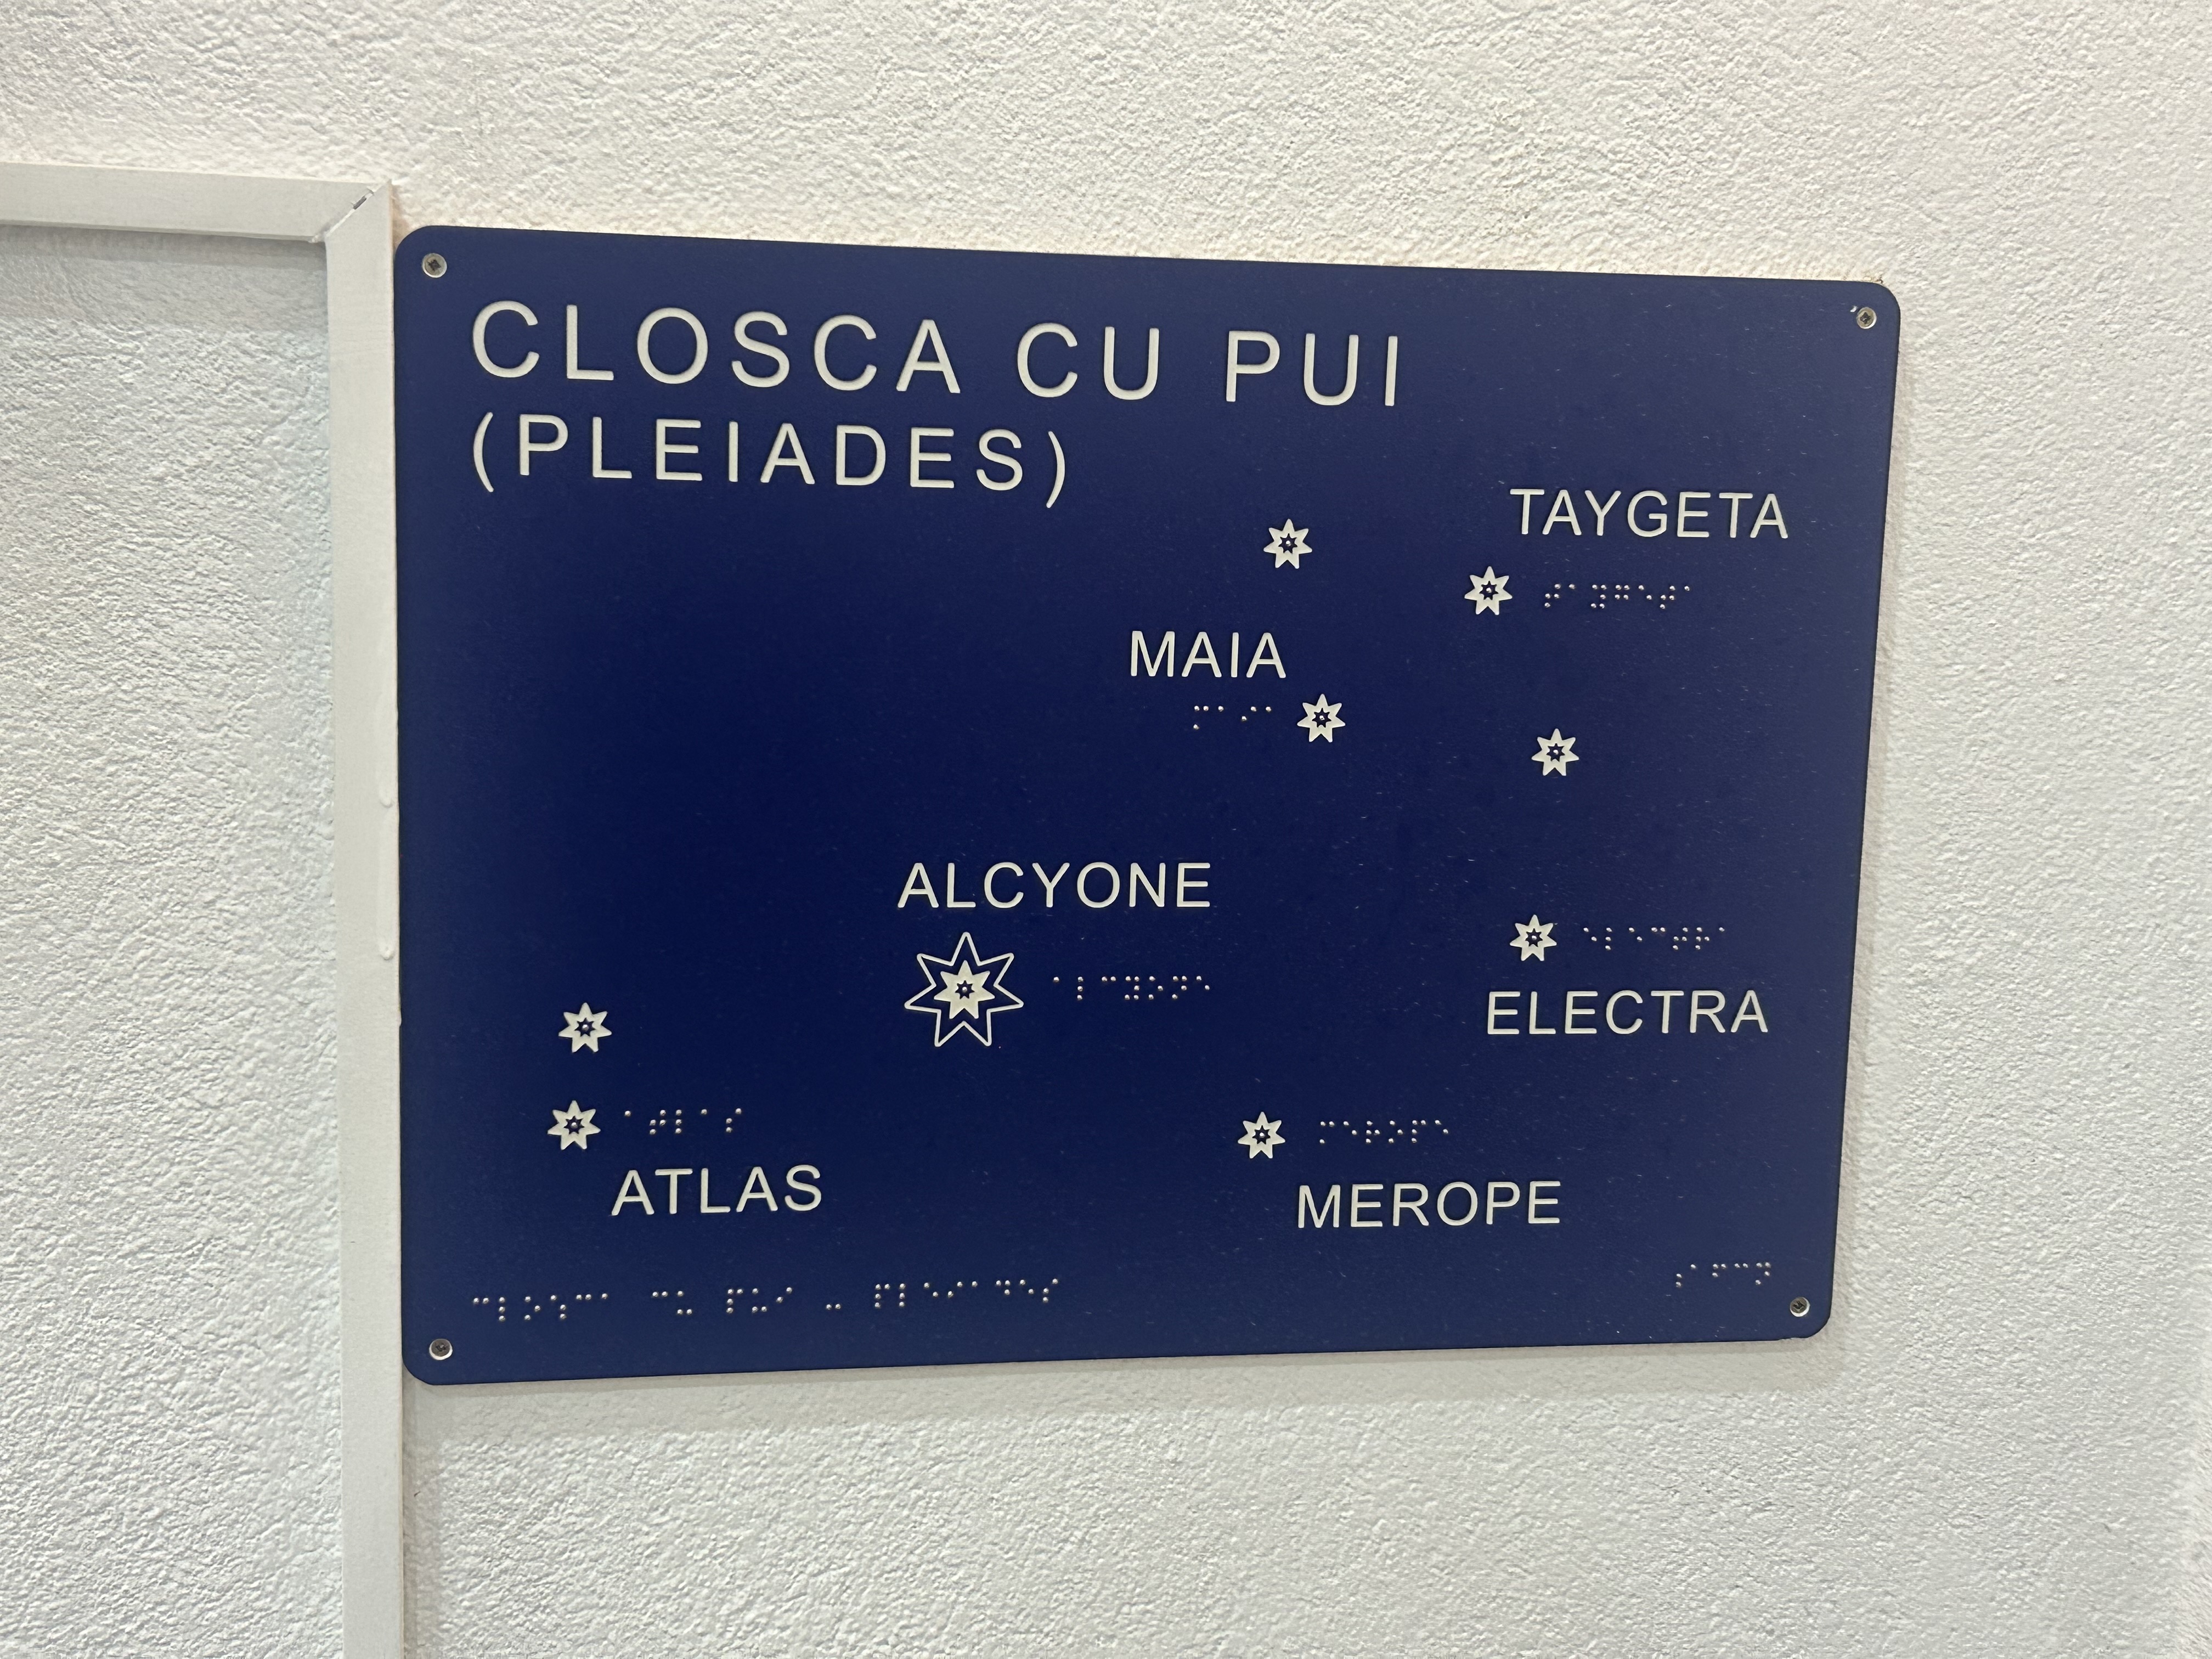 CLOSCA CU PUI
(PLEIADES)
TAYGETA
⠞⠁⠽⠛⠑⠞⠁
MAIA
⠍⠁⠊⠁
ALCYONE
⠁⠇⠉⠽⠕⠝⠑
⠑⠇⠑⠉⠞⠗⠁
ELECTRA
⠁⠞⠇⠁⠎
ATLAS
⠍⠑⠗⠕⠏⠑
MEROPE